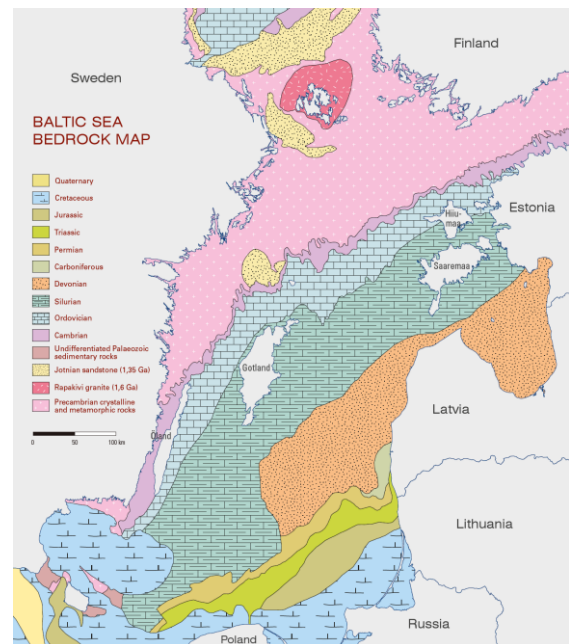 Finland
Sweden
BALTIC SEA
BEDROCK MAP
Quaternary
Cretaceous
Jurassic
Triassic
Permian
Carboniferous
Devonian
Silurian
Ordovician
Cambrian
Undifferentiated Palaeozoic
sedimentary rocks
Jotnian sandstone (1,35 Ga)
Rapakivi granite (1,6 Ga)
Precambrian crystalline
and metamorphic rocks
0 50 100 km
Estonia
Hiiu-
maa
Saaremaa
Gotland
Öland
Latvia
Lithuania
Russia
Poland